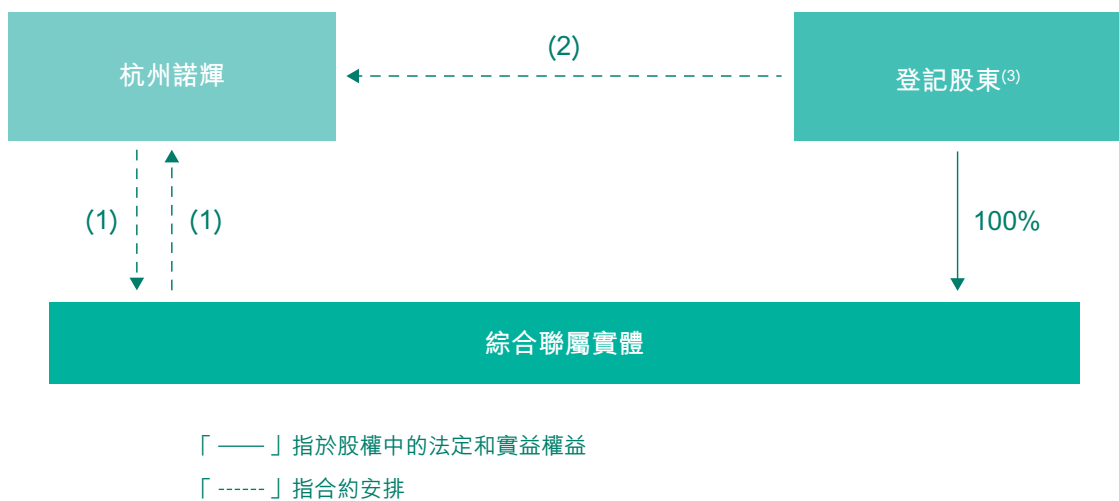 (2)
杭州諾輝
登記股東(3)
(1)
(1)
100%
綜合聯屬實體
「 —— 」指於股權中的法定和實益權益
「 ------ 」指合約安排